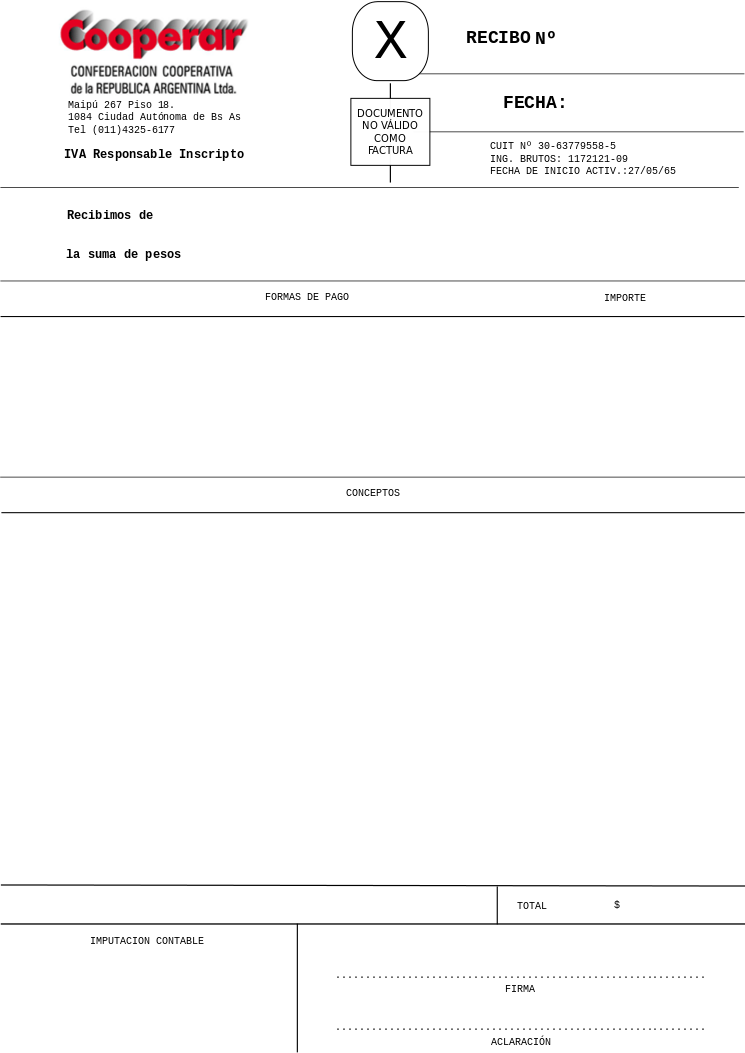 Cooperar
CONFEDERACION COOPERATIVA
de la REPUBLICA ARGENTINA Ltda.
Maipú 267 Piso 18.
1084 Ciudad Autónoma de Bs As
Tel (011)4325-6177
IVA Responsable Inscripto
X
DOCUMENTO
NO VÁLIDO
COMO
FACTURA
RECIBO Nº
FECHA:
CUIT Nº 30-63779558-5
ING. BRUTOS: 1172121-09
FECHA DE INICIO ACTIV.:27/05/65
Recibimos de
la suma de pesos
FORMAS DE PAGO IMPORTE
CONCEPTOS
TOTAL $
IMPUTACION CONTABLE
..............................................................
FIRMA
..............................................................
ACLARACIÓN